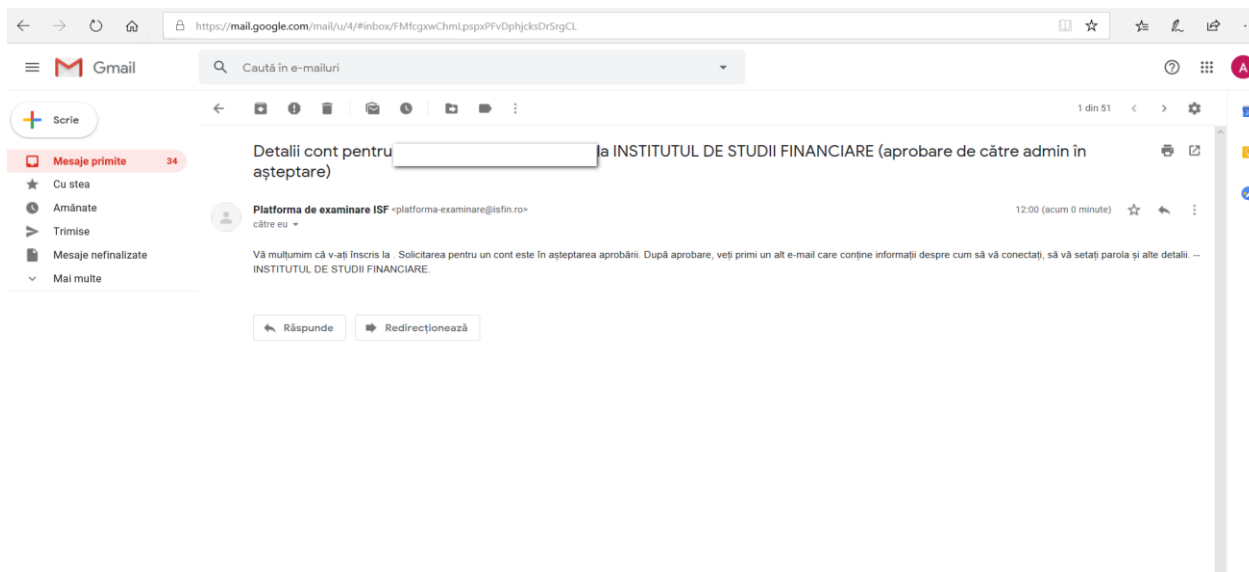 https://mail.google.com/mail/u/4/#inbox/FMfcgxwChmLpspxPFvDphjcksDrSrgCL
Gmail
Caută în e-mailuri
A
Scrie
1 din 51
Mesaje primite 34
Cu stea
Amânate
Trimise
Mesaje nefinalizate
Mai multe
Detalii cont pentru la INSTITUTUL DE STUDII FINANCIARE (aprobare de către admin în
așteptare)
Platforma de examinare ISF <platforma-examinare@isfin.ro>
12:00 (acum 0 minute)
către eu
Vă mulțumim că v-ați înscris la . Solicitarea pentru un cont este în așteptarea aprobării. După aprobare, veți primi un alt e-mail care conține informații despre cum să vă conectați, să vă setați parola și alte detalii. --
INSTITUTUL DE STUDII FINANCIARE.
Răspunde
Redirecționează